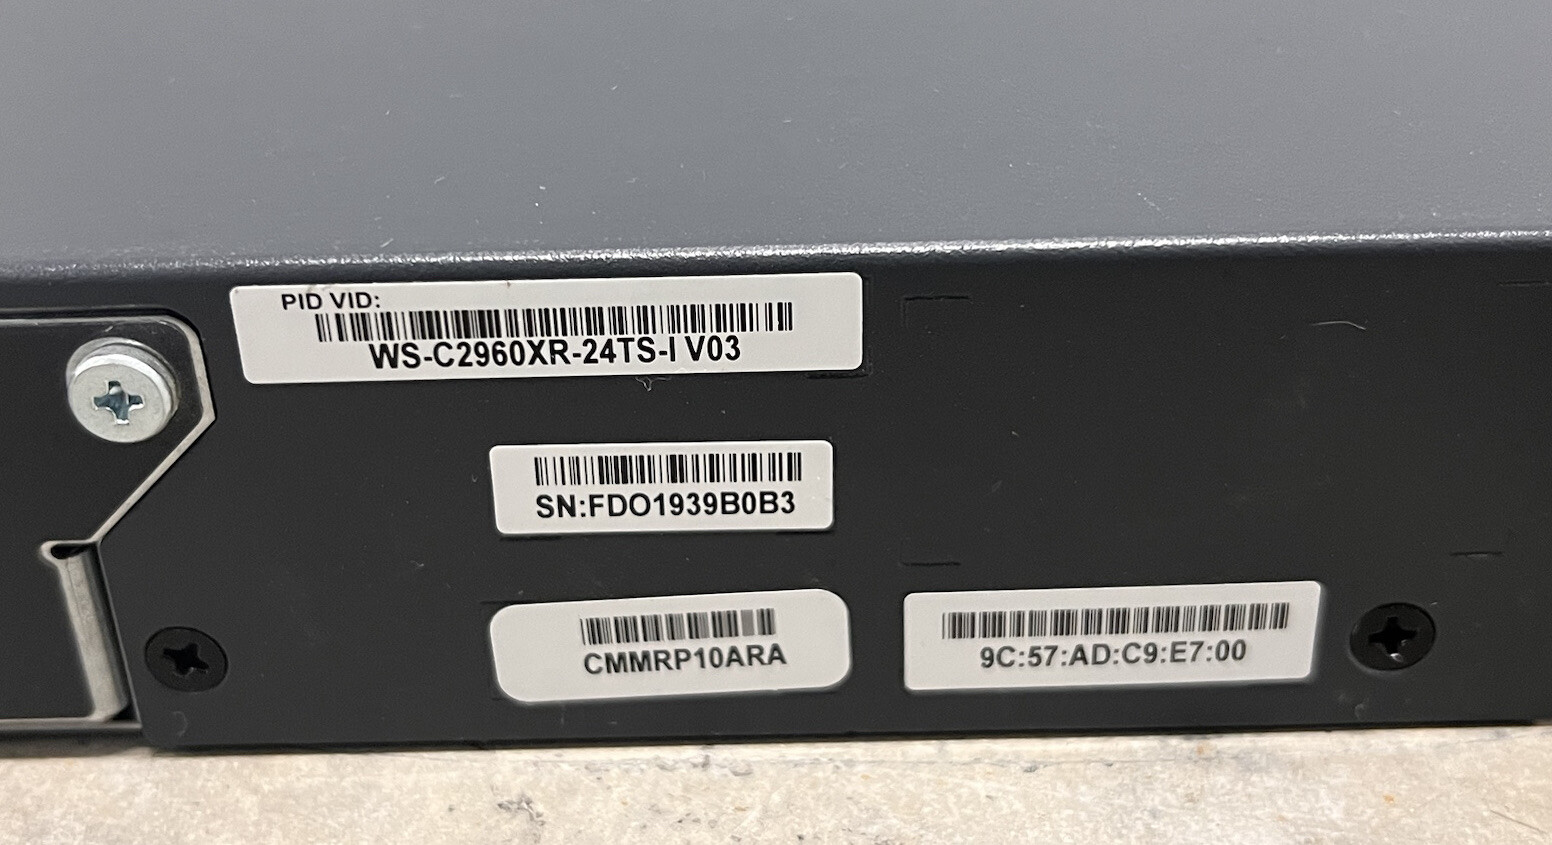 PID VID:
WS-C2960XR-24TS-I V03
SN:FDO1939B0B3
CMMRP10ARA
9C:57:AD:C9:E7:00